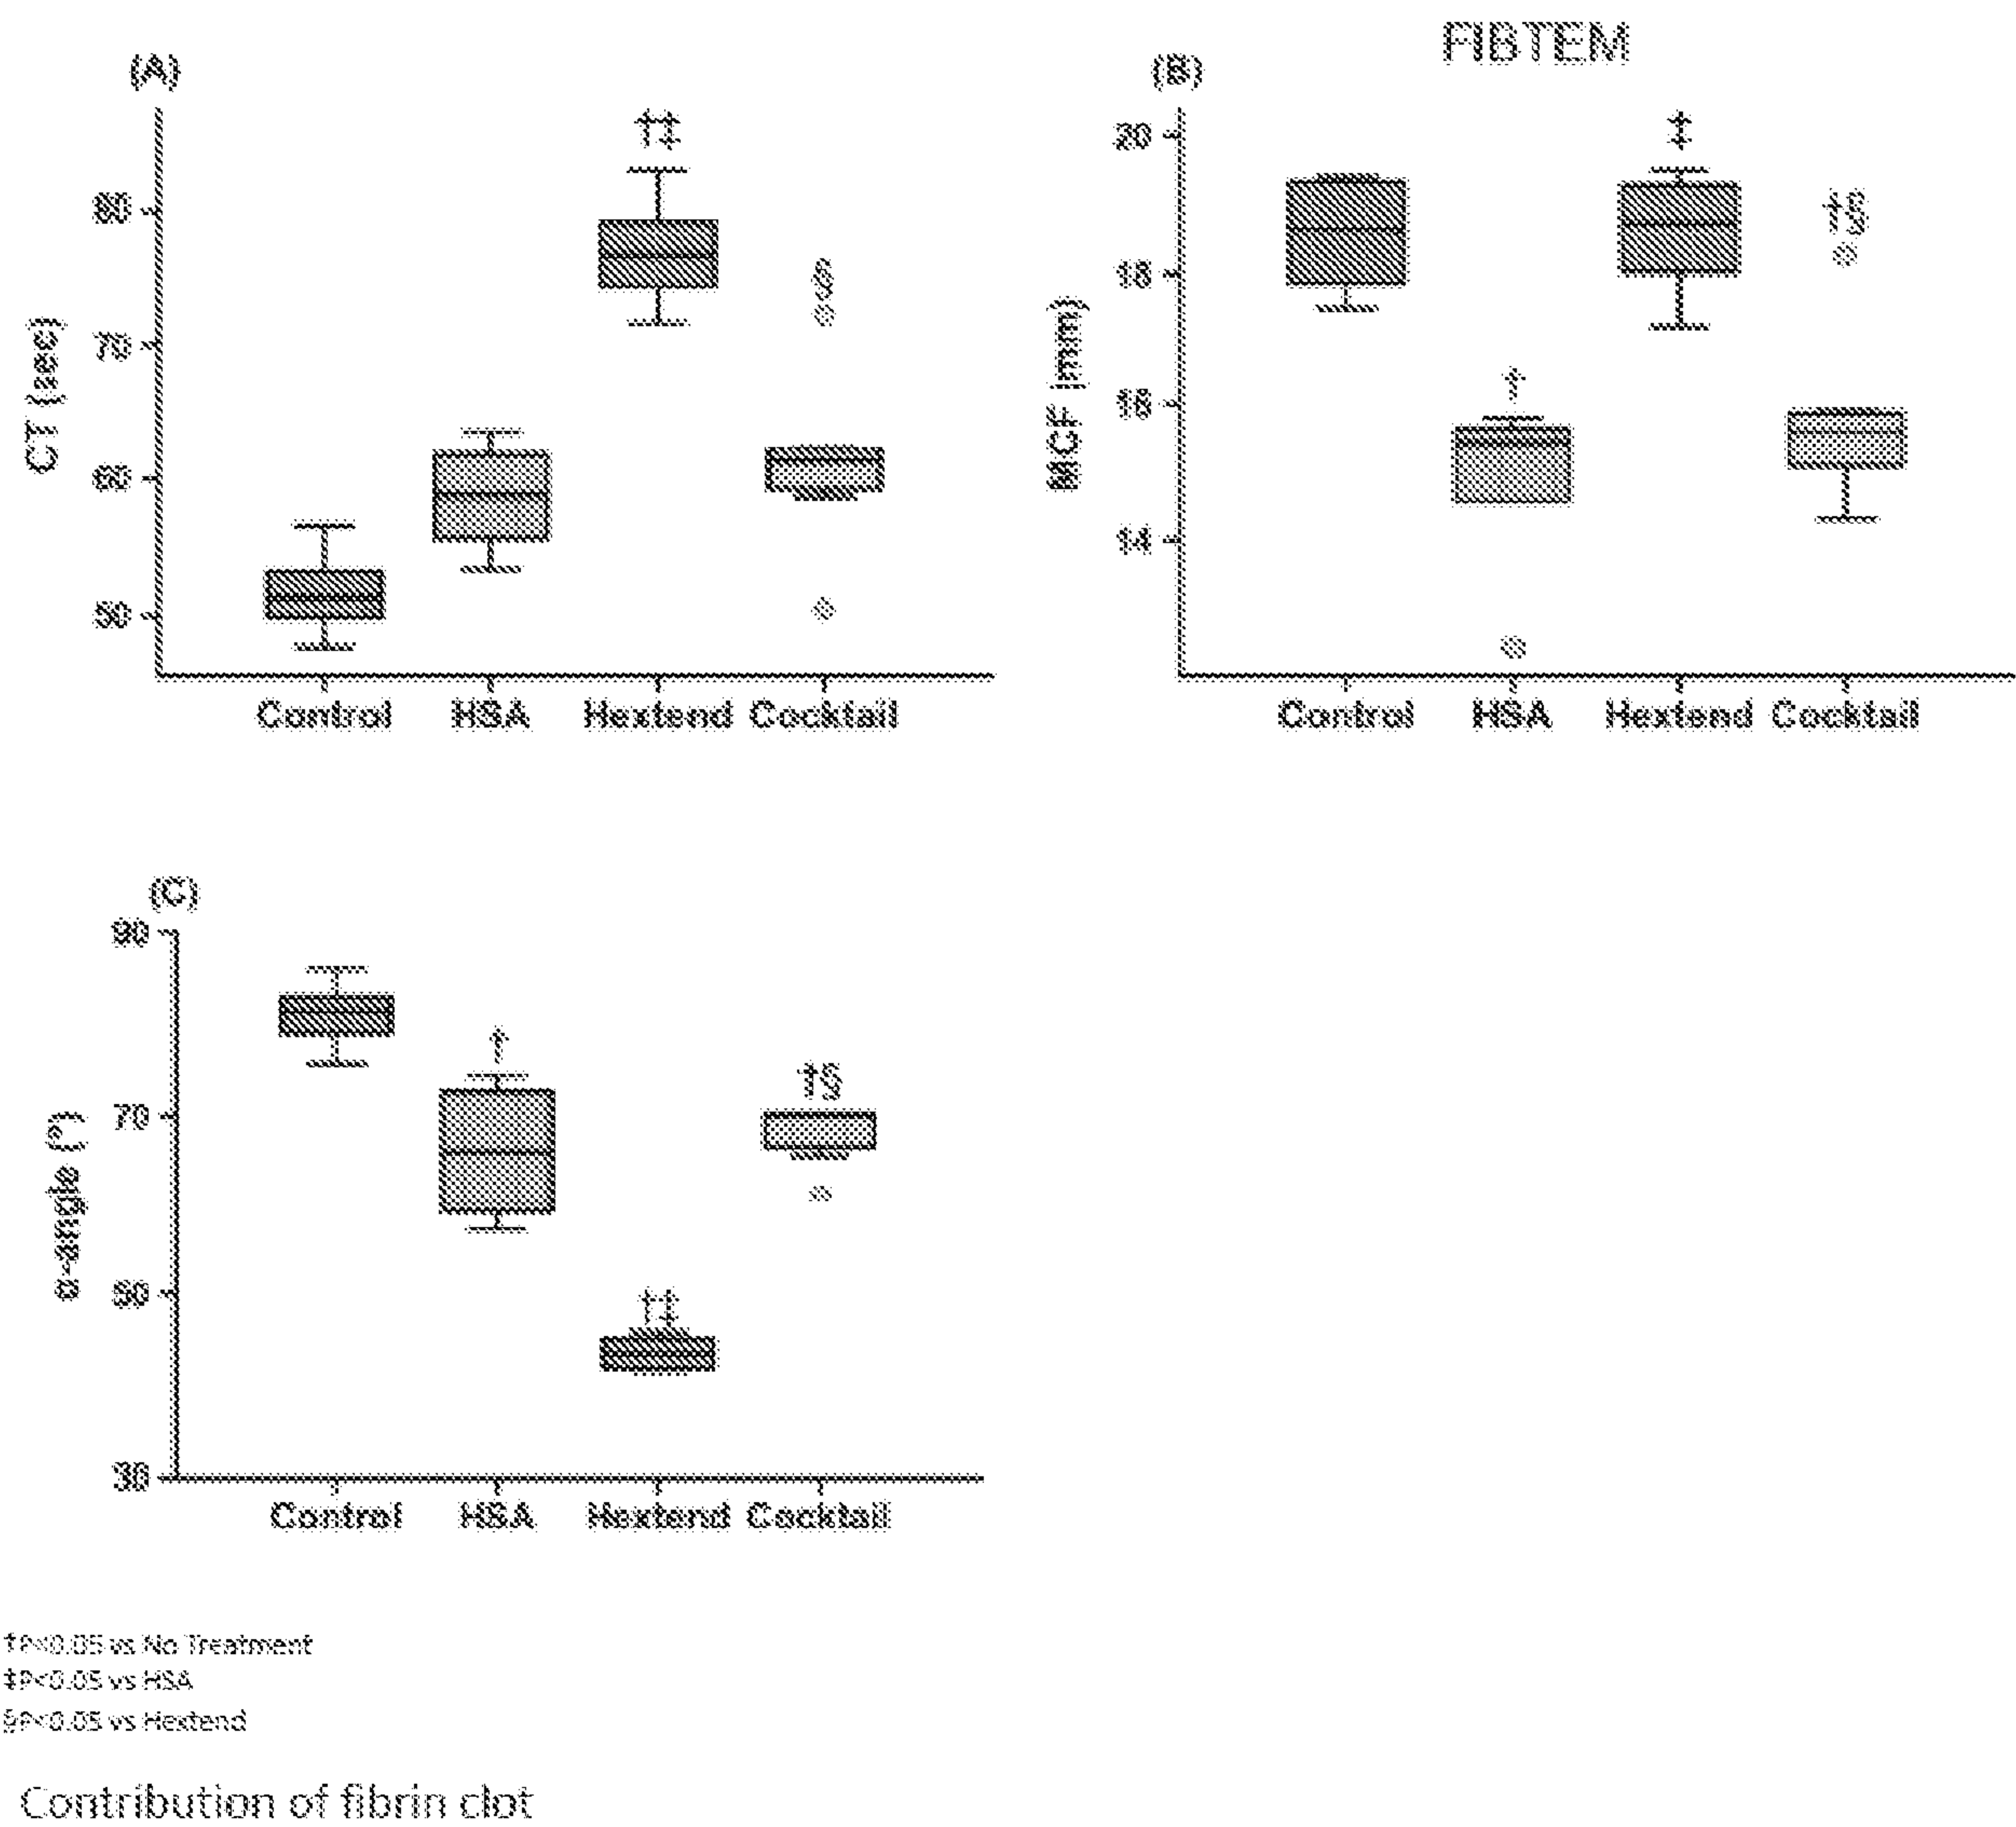 FIBTEM
(A)
†‡
80
§
70
CT (sec)
60
50
Control HSA Hextend Cocktail
(B)
20
‡
†§
18
MCF (mm)
16
†
14
Control HSA Hextend Cocktail
(C)
90
†
†§
70
α-angle (°)
50
†‡
30
Control HSA Hextend Cocktail
†P<0.05 vs No Treatment
‡P<0.05 vs HSA
§P<0.05 vs Hextend
Contribution of fibrin clot